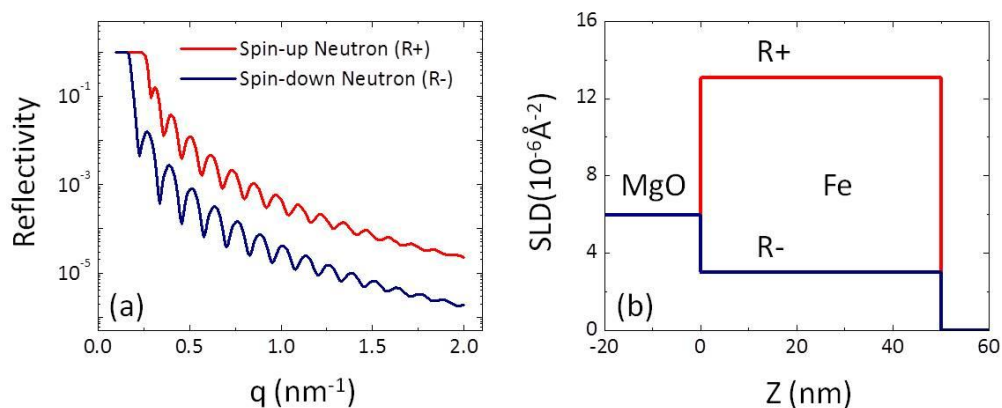 Spin-up Neutron (R+)
Spin-down Neutron (R-)
Reflectivity
10⁻¹
10⁻³
10⁻⁵
(a)
0.0 0.5 1.0 1.5 2.0
q (nm⁻¹)
SLD(10⁻⁶Å⁻²)
16
12
8
4
0
R+
MgO Fe
R-
(b)
-20 0 20 40 60
Z (nm)